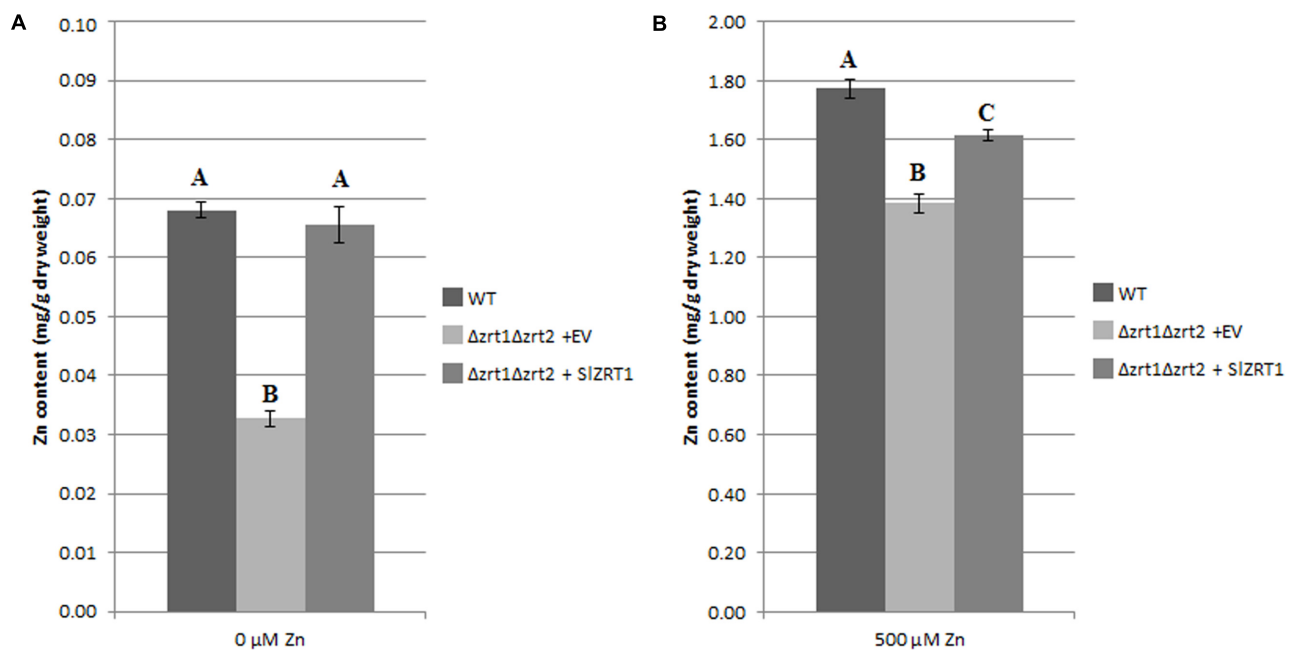 A
Zn content (mg/g dry weight)
0.10
0.09
0.08
0.07
0.06
0.05
0.04
0.03
0.02
0.01
0.00
A
B
A
0 µM Zn
WT
Δzrt1Δzrt2 +EV
Δzrt1Δzrt2 + SlZRT1
B
Zn content (mg/g dry weight)
2.00
1.80
1.60
1.40
1.20
1.00
0.80
0.60
0.40
0.20
0.00
A
B
C
500 µM Zn
WT
Δzrt1Δzrt2 +EV
Δzrt1Δzrt2 + SlZRT1